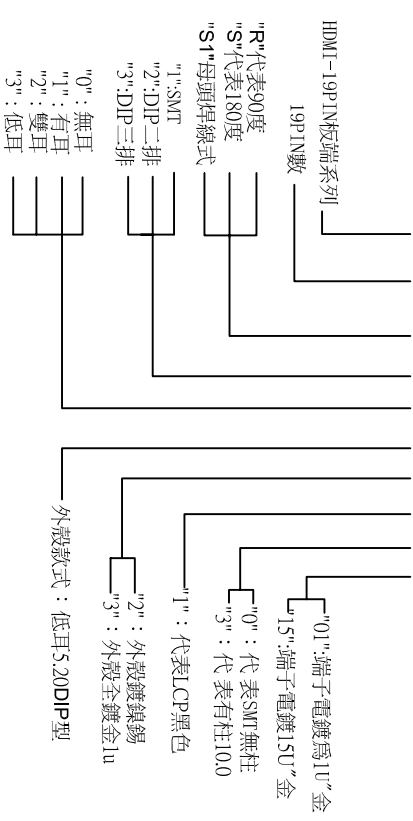 HDMI-19PIN板端系列
19PIN數
"R"代表90度
"S"代表180度
"S1"母頭焊線式
"1":SMT
"2":DIP二排
"3":DIP三排
"0"：無耳
"1"：有耳
"2"：雙耳
"3"：低耳
"01":端子電鍍爲1U"金
"15":端子電鍍15U"金
"0"：代 表SMT無柱
"3"：代 表有柱10.0
"1"：代表LCP黑色
"2"：外殼鍍鎳錫
"3"：外殼全鍍金1u
外殼款式：低耳5.20DIP型